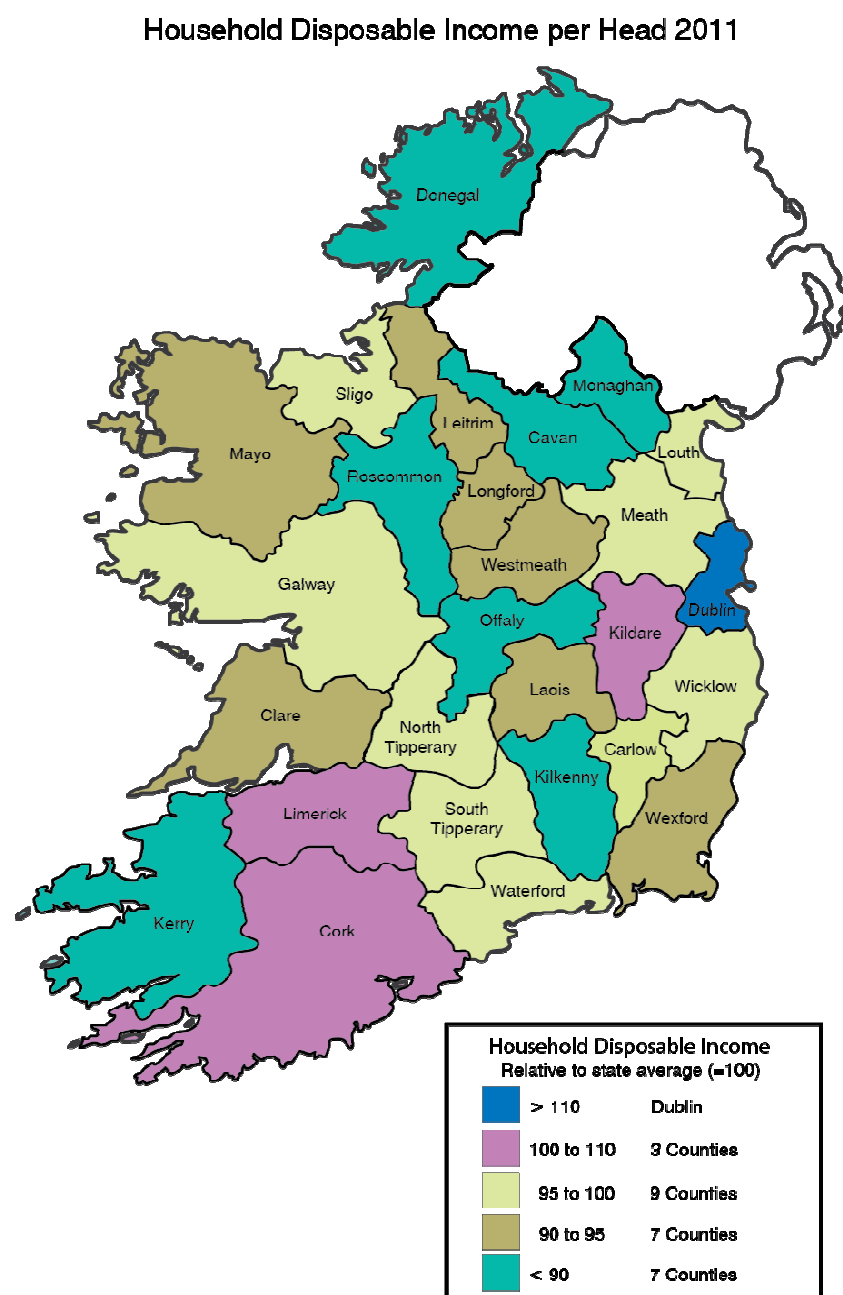 Household Disposable Income per Head 2011
Donegal
Monaghan
Sligo
Leitrim
Cavan
Louth
Mayo
Roscommon
Longford
Meath
Westmeath
Galway
Dublin
Offaly
Kildare
Laois
Wicklow
Clare
North
Tipperary
Carlow
Kilkenny
Limerick
South
Tipperary
Wexford
Waterford
Kerry
Cork
Household Disposable Income
Relative to state average (=100)
> 110 Dublin
100 to 110 3 Counties
95 to 100 9 Counties
90 to 95 7 Counties
< 90 7 Counties